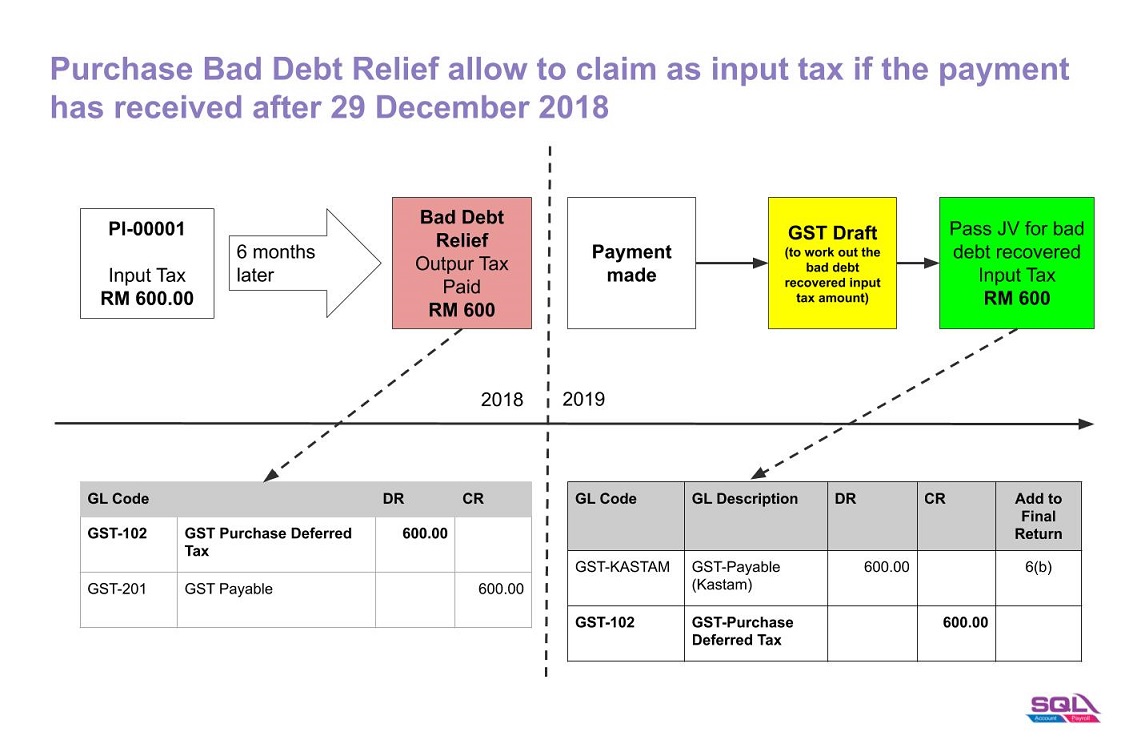 Purchase Bad Debt Relief allow to claim as input tax if the payment
has received after 29 December 2018
PI-00001
Input Tax
RM 600.00
6 months
later
Bad Debt
Relief
Outpur Tax
Paid
RM 600
Payment
made
GST Draft
(to work out the
bad debt
recovered input
tax amount)
Pass JV for bad
debt recovered
Input Tax
RM 600
2018
2019
GL Code DR CR
GST-102 GST Purchase Deferred 600.00
Tax
GST-201 GST Payable 600.00
GL Code GL Description DR CR Add to
Final
Return
GST-KASTAM GST-Payable 600.00 6(b)
(Kastam)
GST-102 GST-Purchase 600.00
Deferred Tax
SQL
Account Payroll